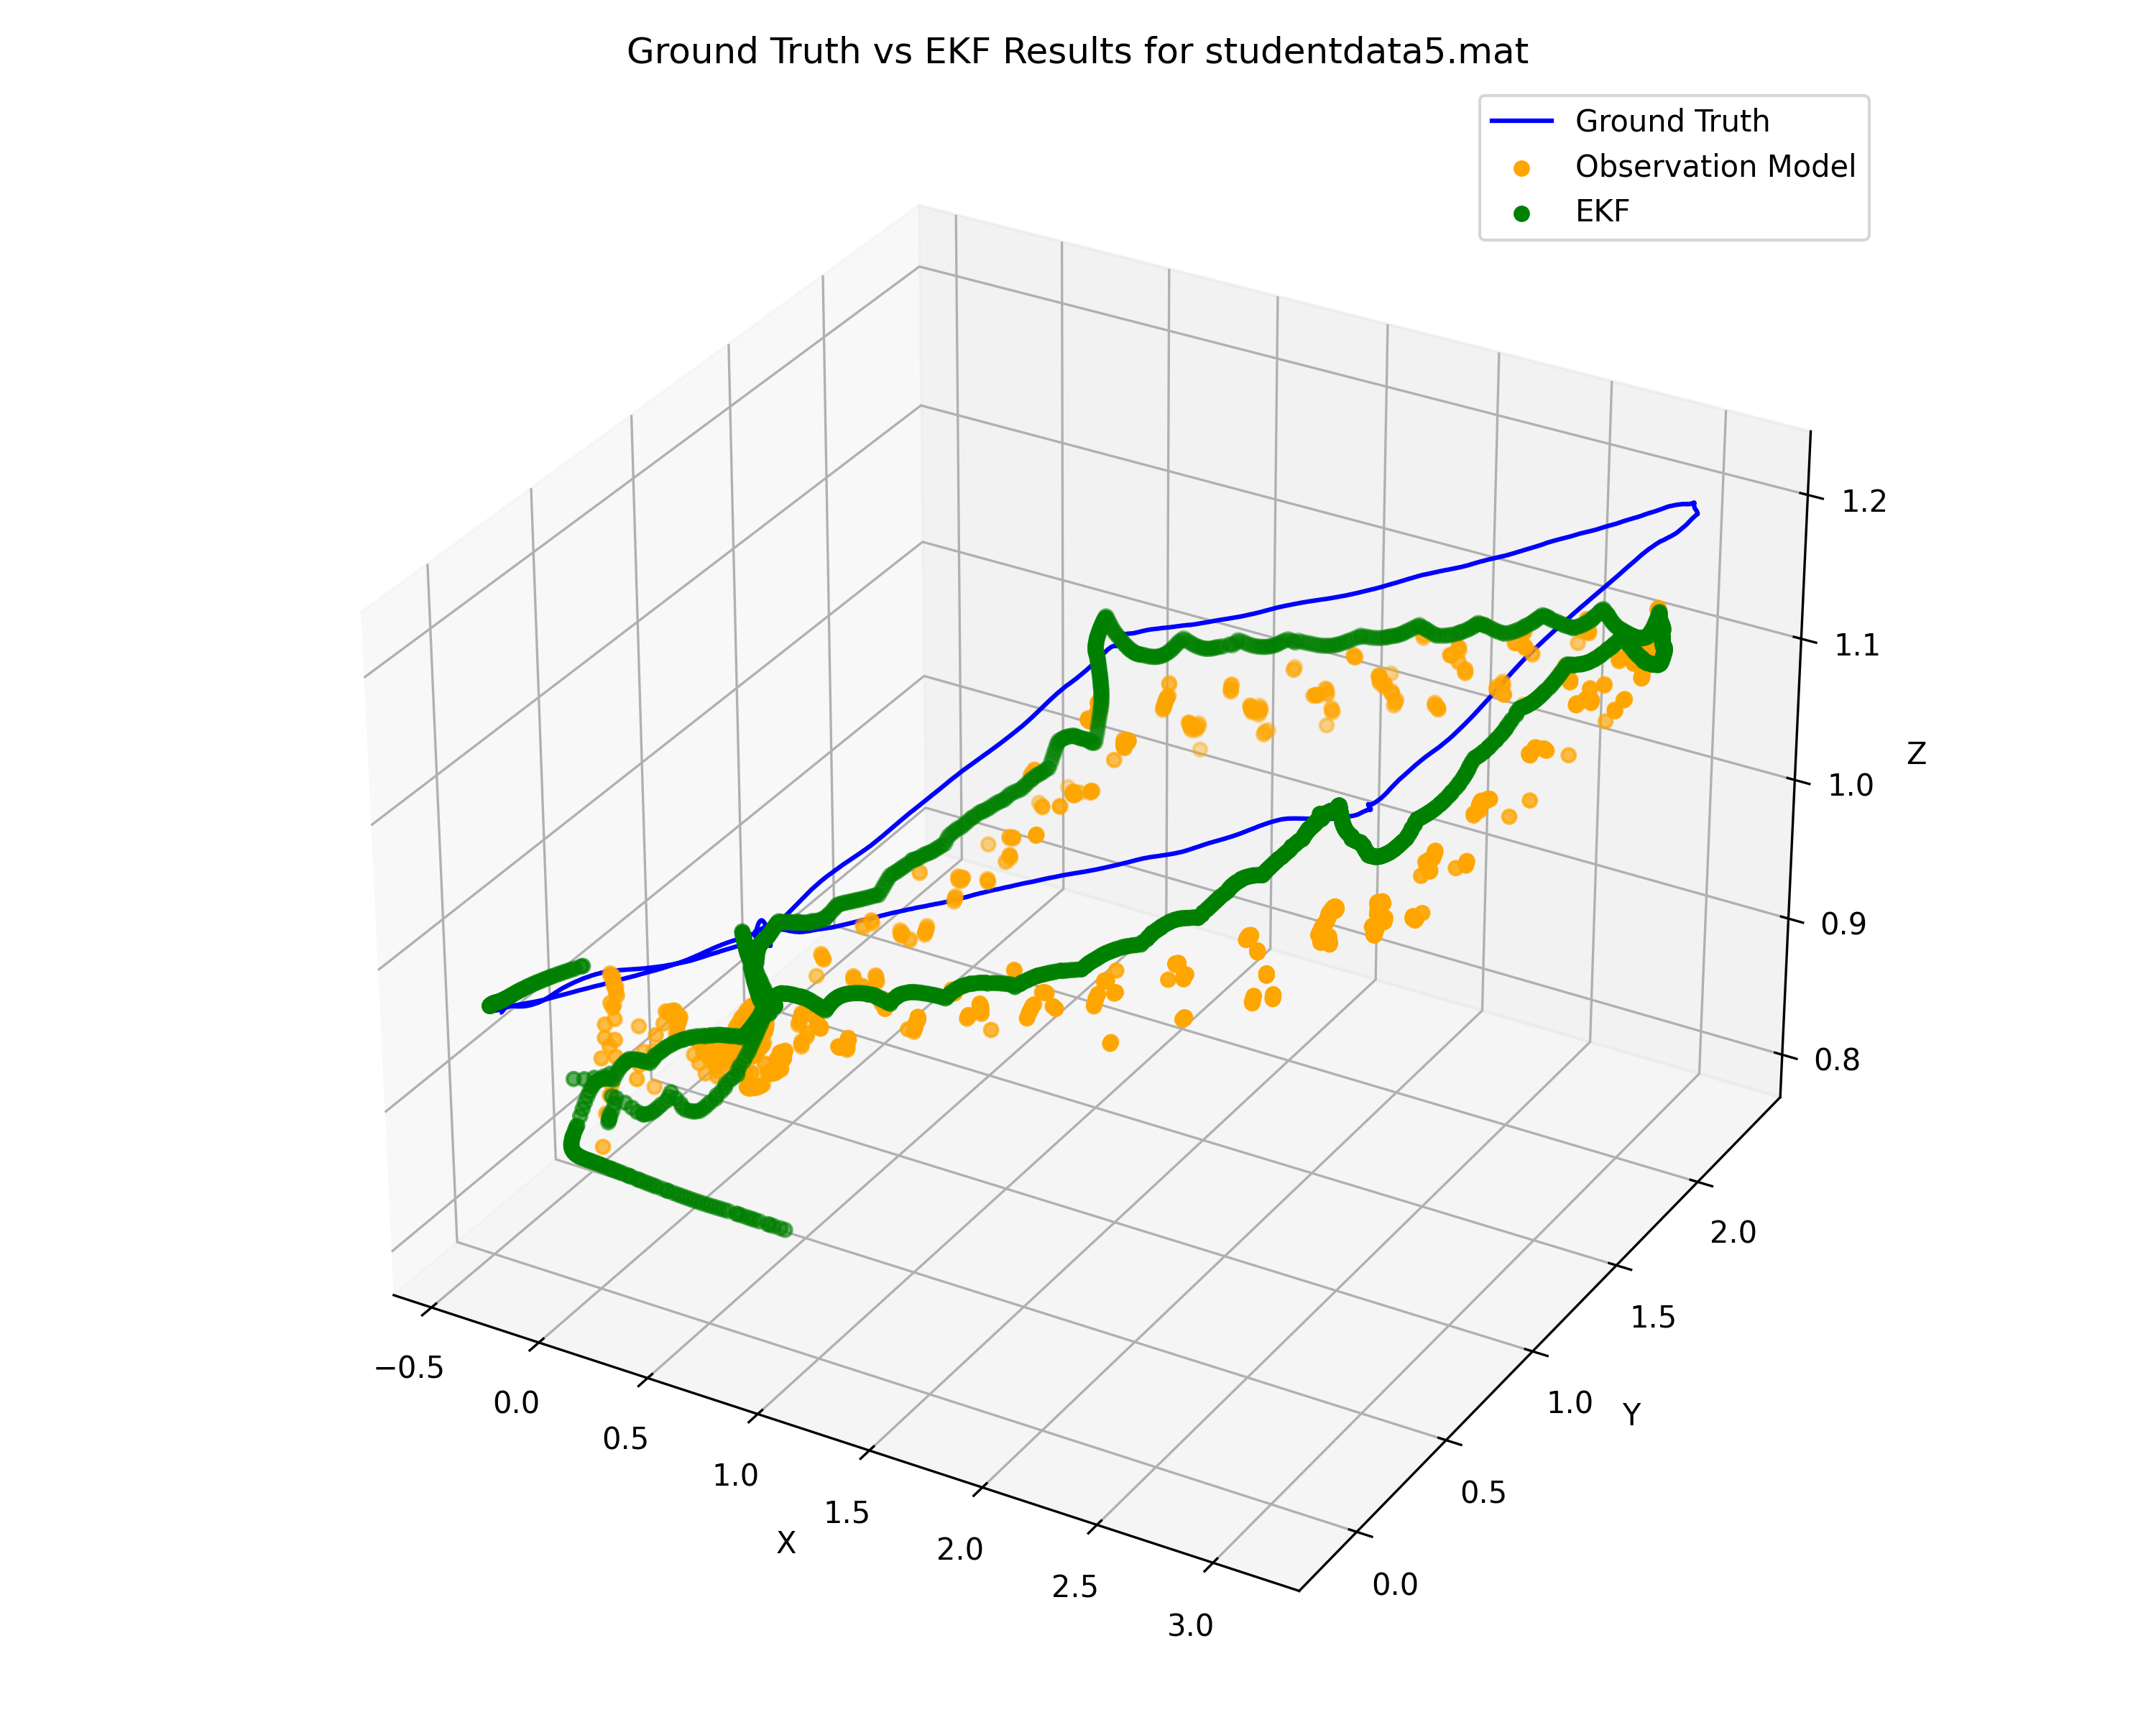 Ground Truth vs EKF Results for studentdata5.mat
Ground Truth
Observation Model
EKF
1.2
1.1
Z
1.0
0.9
0.8
2.0
1.5
1.0
Y
0.5
0.0
−0.5
0.0
0.5
1.0
X
1.5
2.0
2.5
3.0